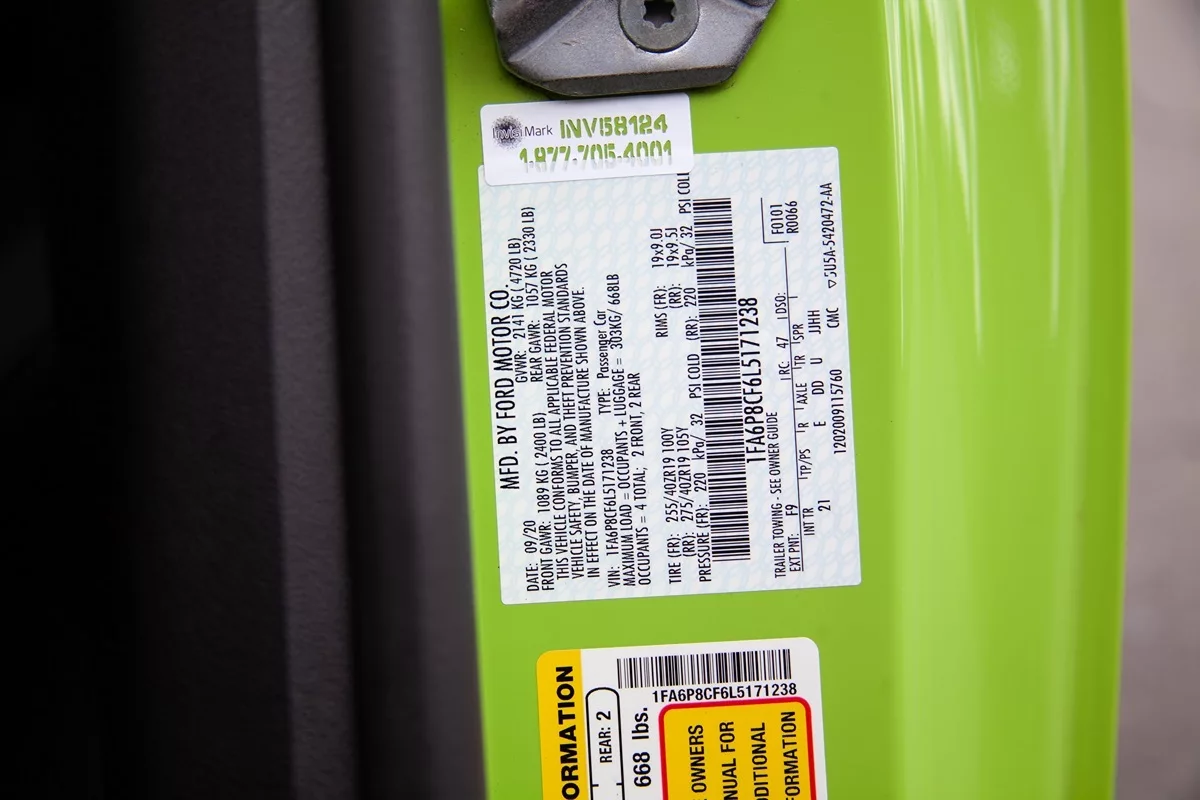 InvisiMark INV58124
1-877-705-4001
MFD. BY FORD MOTOR CO.
DATE: 09/20 GVWR: 2141 KG ( 4720 LB)
FRONT GAWR: 1089 KG ( 2400 LB) REAR GAWR: 1057 KG ( 2330 LB)
THIS VEHICLE CONFORMS TO ALL APPLICABLE FEDERAL MOTOR
VEHICLE SAFETY, BUMPER, AND THEFT PREVENTION STANDARDS
IN EFFECT ON THE DATE OF MANUFACTURE SHOWN ABOVE.
VIN: 1FA6P8CF6L5171238 TYPE: Passenger Car
MAXIMUM LOAD = OCCUPANTS + LUGGAGE = 303KG/ 668LB
OCCUPANTS = 4 TOTAL; 2 FRONT, 2 REAR
TIRE (FR): 255/40ZR19 100Y RIMS (FR): 19x9.0J
(RR): 275/40ZR19 105Y (RR): 19x9.5J
PRESSURE (FR): 220 kPa/ 32 PSI COLD (RR): 220 kPa/ 32 PSI COLD
1FA6P8CF6L5171238
TRAILER TOWING - SEE OWNER GUIDE
F0101
R0066
EXT PNT: F9 RC: 47 DSO:
INT TR TP/PS R AXLE TR SPR
21 E DD U JJHH
1202009115760 CMC ▽5U5A-5420472-AA
1FA6P8CF6L5171238
ORMATION
REAR: 2
668 lbs.
OWNERS
NUAL FOR
DDITIONAL
FORMATION